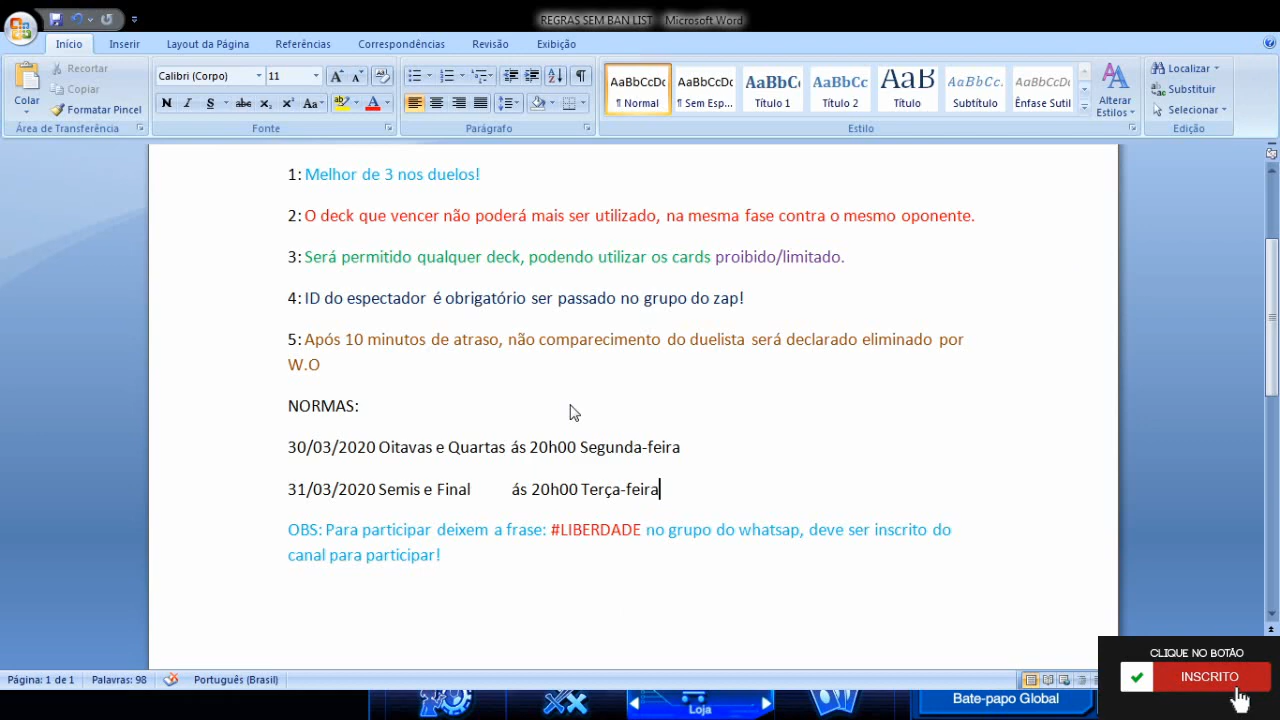 REGRAS SEM BAN LIST - Microsoft Word
Início Inserir Layout da Página Referências Correspondências Revisão Exibição
Colar
Recortar
Copiar
Formatar Pincel
Área de Transferência
Calibri (Corpo) 11
N I S abc x₂ x² Aa
Fonte
Parágrafo
AaBbCcDc AaBbCcDc AaBbC AaBbCc AaB AaBbCc. AaBbCcDc
¶ Normal ¶ Sem Esp... Título 1 Título 2 Título Subtítulo Ênfase Sutil
Alterar
Estilos
Estilo
Localizar
Substituir
Selecionar
Edição
1: Melhor de 3 nos duelos!
2: O deck que vencer não poderá mais ser utilizado, na mesma fase contra o mesmo oponente.
3: Será permitido qualquer deck, podendo utilizar os cards proibido/limitado.
4: ID do espectador é obrigatório ser passado no grupo do zap!
5: Após 10 minutos de atraso, não comparecimento do duelista será declarado eliminado por
W.O
NORMAS:
30/03/2020 Oitavas e Quartas ás 20h00 Segunda-feira
31/03/2020 Semis e Final ás 20h00 Terça-feira
OBS: Para participar deixem a frase: #LIBERDADE no grupo do whatsap, deve ser inscrito do
canal para participar!
CLIQUE NO BOTÃO
INSCRITO
Página: 1 de 1 Palavras: 98 Português (Brasil)
Loja
Bate-papo Global